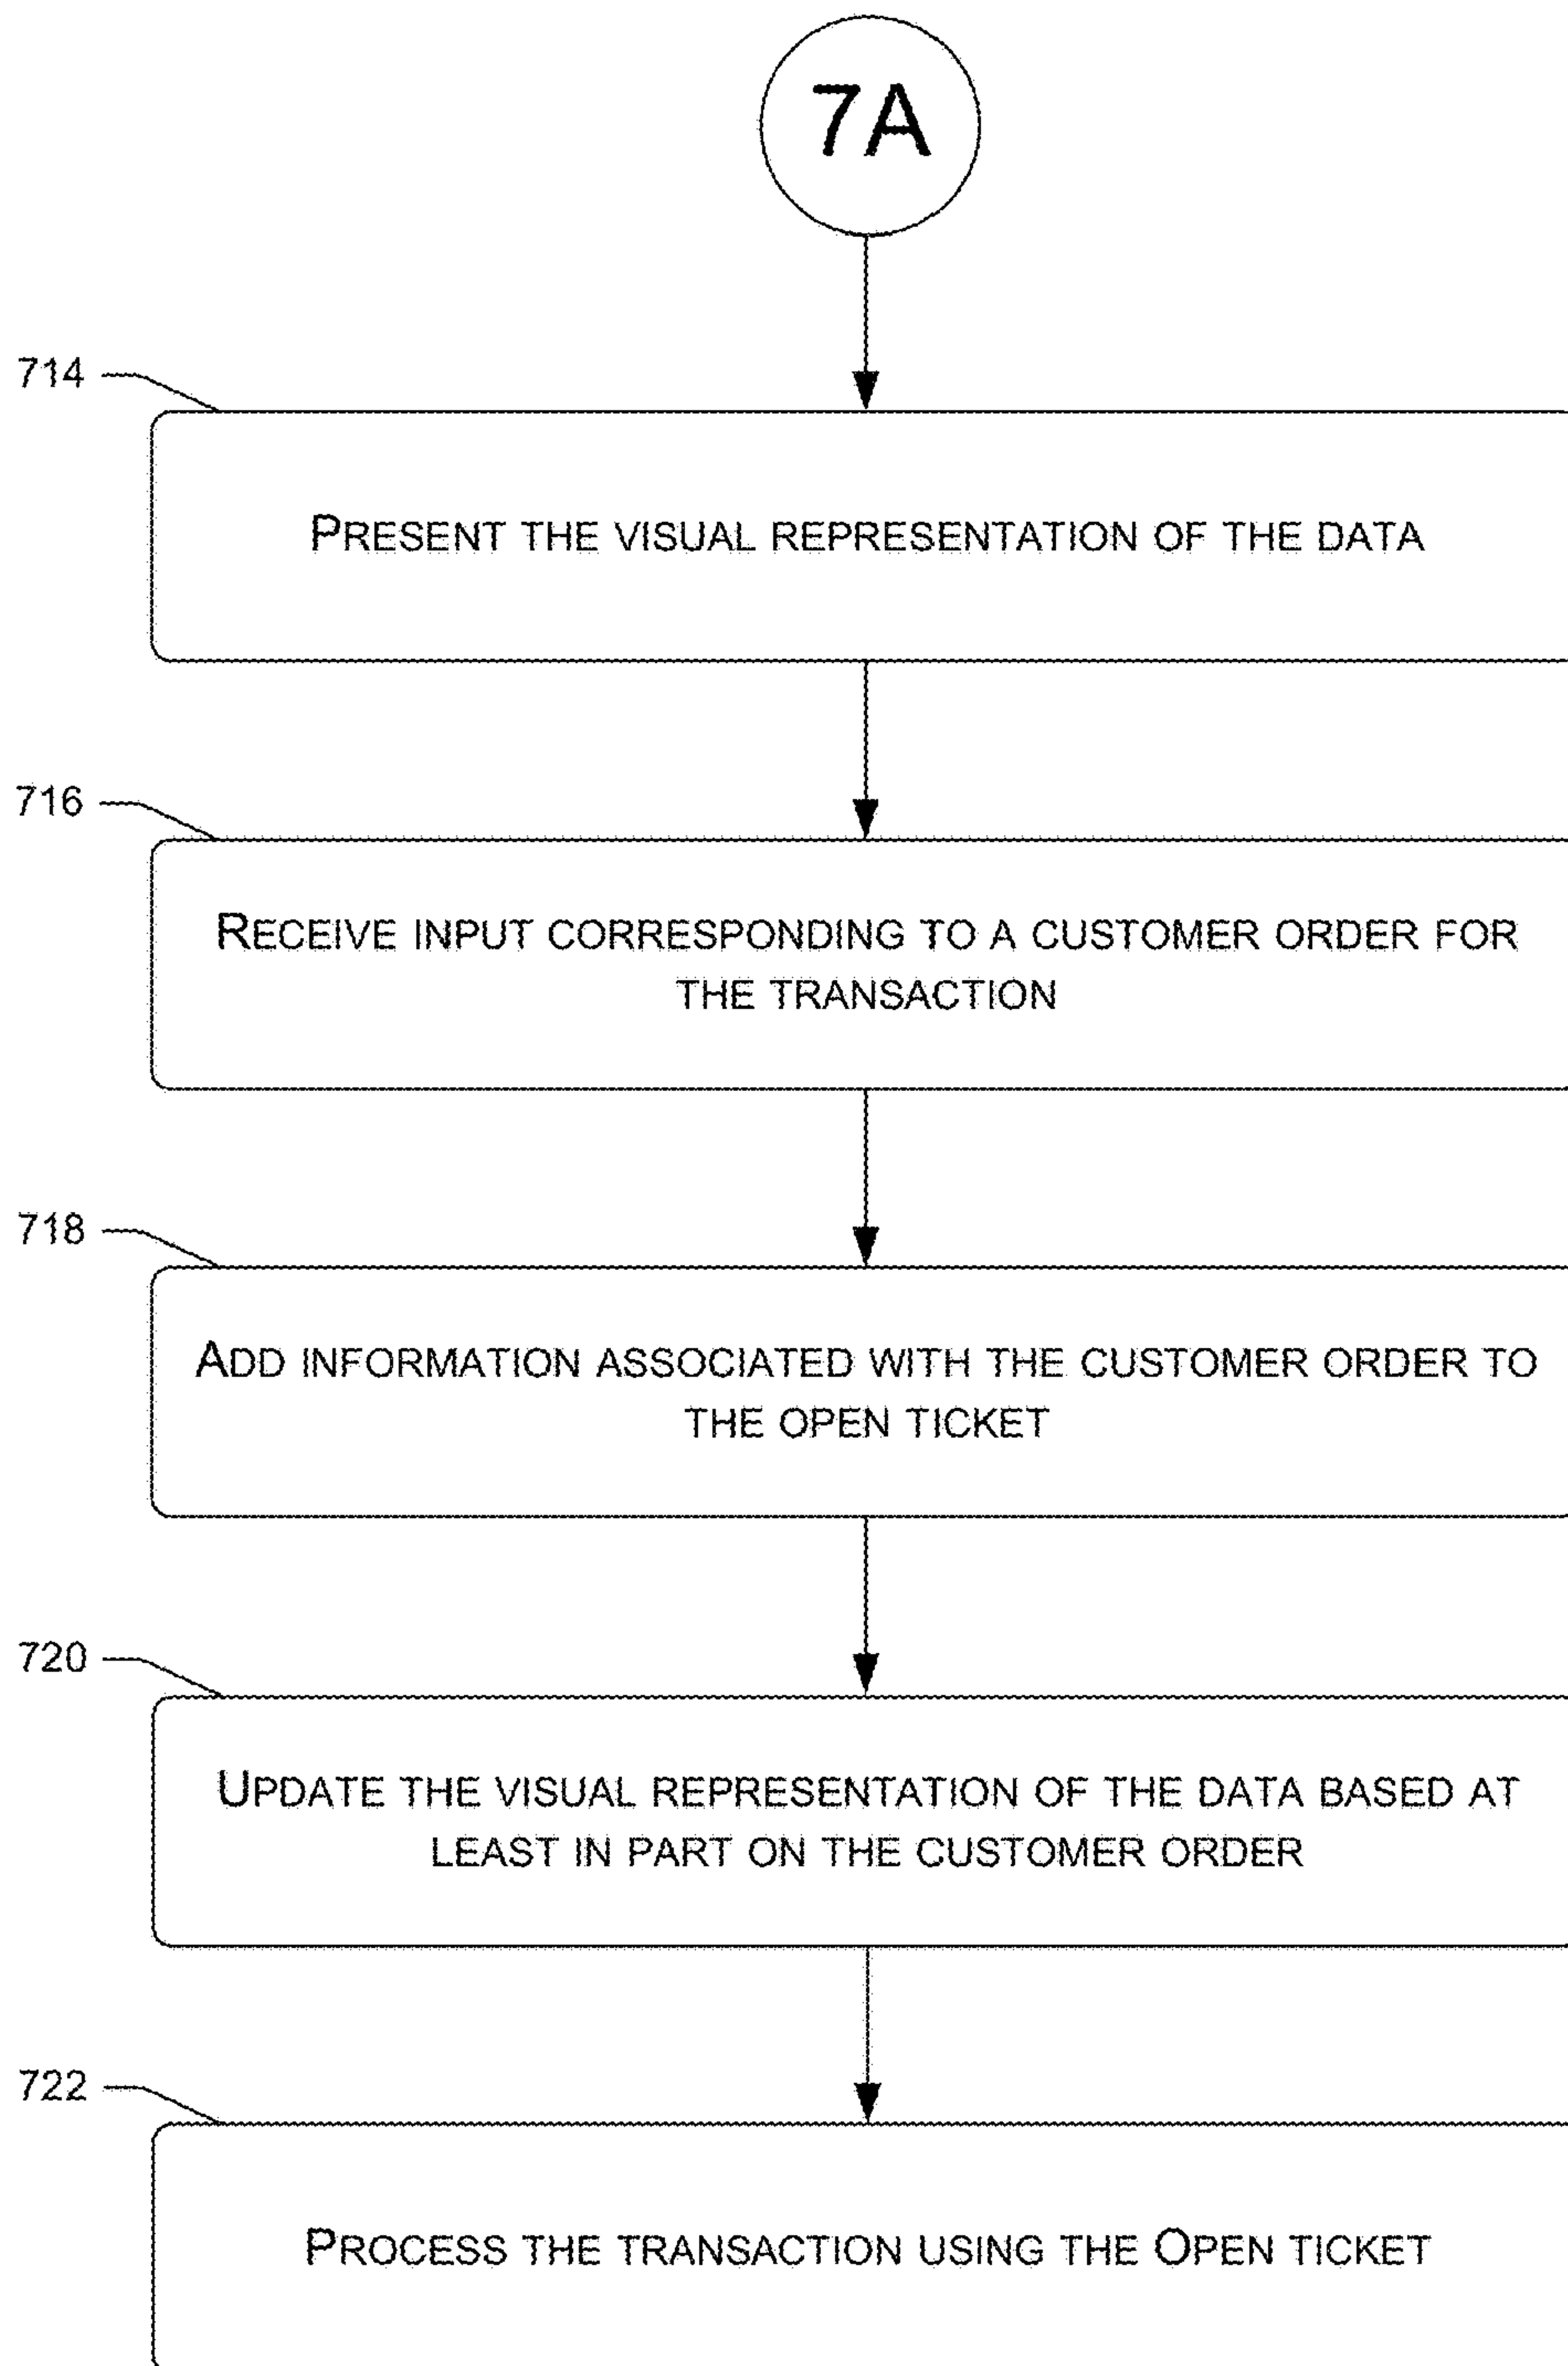 7A
714
PRESENT THE VISUAL REPRESENTATION OF THE DATA
716
RECEIVE INPUT CORRESPONDING TO A CUSTOMER ORDER FOR
THE TRANSACTION
718
ADD INFORMATION ASSOCIATED WITH THE CUSTOMER ORDER TO
THE OPEN TICKET
720
UPDATE THE VISUAL REPRESENTATION OF THE DATA BASED AT
LEAST IN PART ON THE CUSTOMER ORDER
722
PROCESS THE TRANSACTION USING THE OPEN TICKET